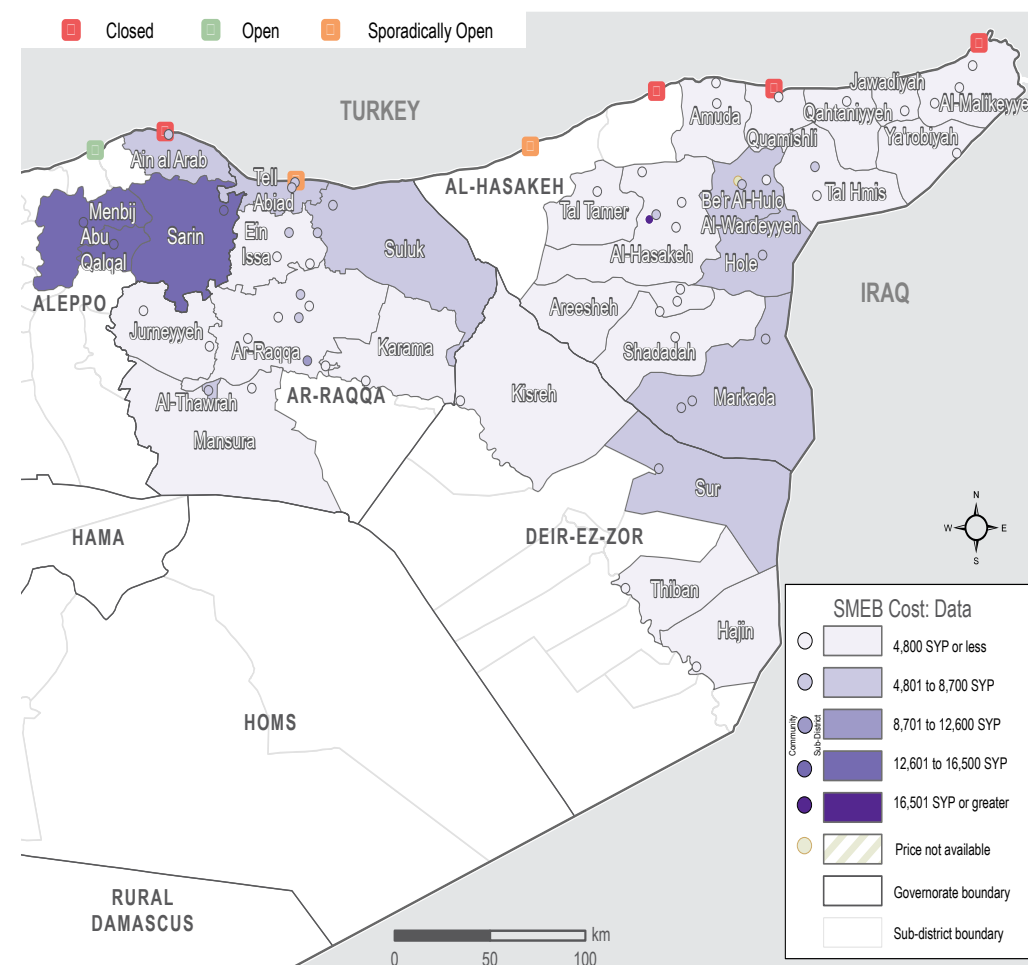 Closed
Open
Sporadically Open
TURKEY
Jawadiyah
Al-Malikeyye
Qahtaniyyeh
Amuda
Quamishli
Ya'robiyah
Ain al Arab
Tell
Abiad
AL-HASAKEH
Be'r Al-Hulo
Al-Wardeyyeh
Tal Hmis
Tal Tamer
Menbij
Abu
Qalqal
Sarin
Ein
Issa
Suluk
Al-Hasakeh
Hole
IRAQ
ALEPPO
Jurneyyeh
Ar-Raqqa
Karama
Areesheh
Shadadah
Al-Thawrah
AR-RAQQA
Kisreh
Markada
Mansura
Sur
HAMA
DEIR-EZ-ZOR
N
W
E
S
Thiban
Hajin
HOMS
RURAL
DAMASCUS
SMEB Cost: Data
4,800 SYP or less
4,801 to 8,700 SYP
8,701 to 12,600 SYP
12,601 to 16,500 SYP
16,501 SYP or greater
Price not available
Governorate boundary
Sub-district boundary
Community
Sub-District
km
0
50
100